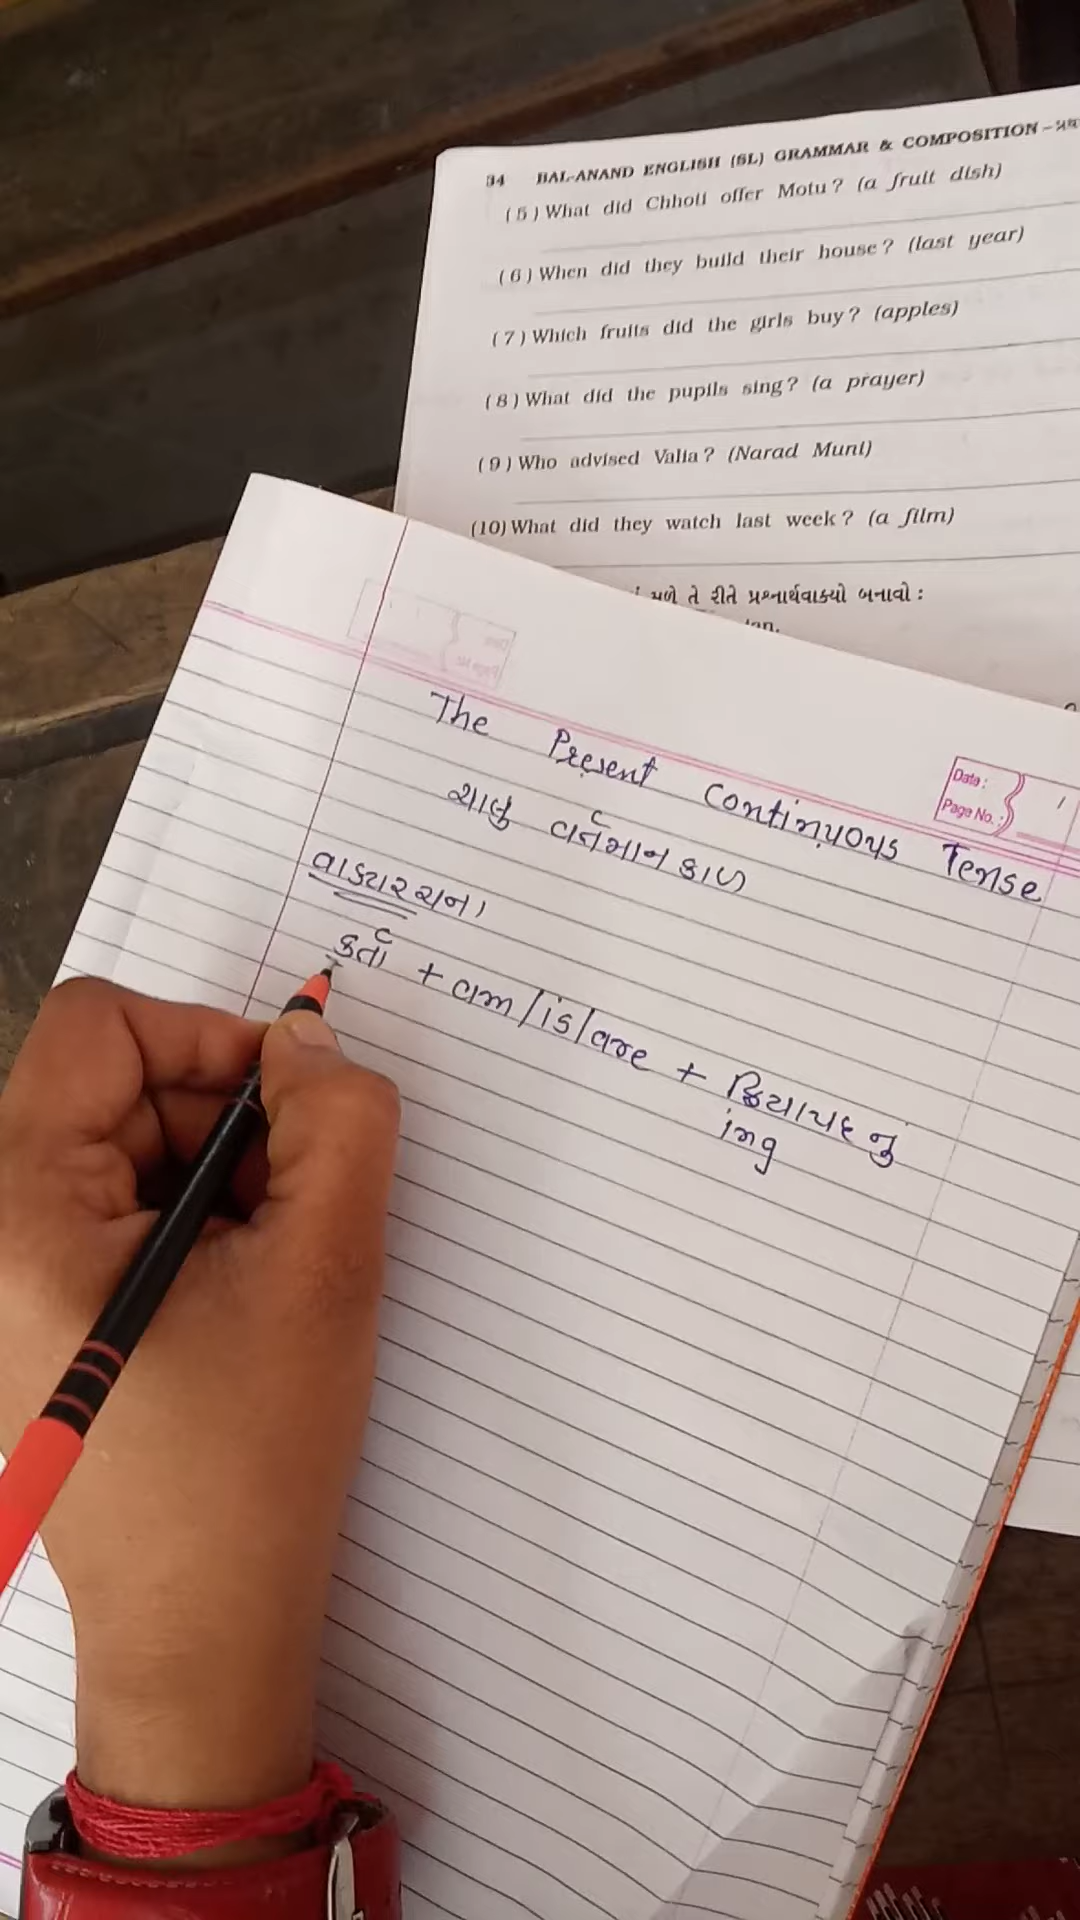 34 BAL-ANAND ENGLISH (SL) GRAMMAR & COMPOSITION –
(5) What did Chhoti offer Motu? (a fruit dish)
(6) When did they build their house? (last year)
(7) Which fruits did the girls buy? (apples)
(8) What did the pupils sing? (a prayer)
(9) Who advised Valia? (Narad Muni)
(10) What did they watch last week? (a film)
મળે તે રીતે પ્રશ્નાર્થવાક્યો બનાવો :
Date :
Page No. :
The Present Continuous Tense
ચાલુ વર્તમાન કાળ
વાક્યરચના
કર્તા + am/is/are + ક્રિયાપદ નુ
ing